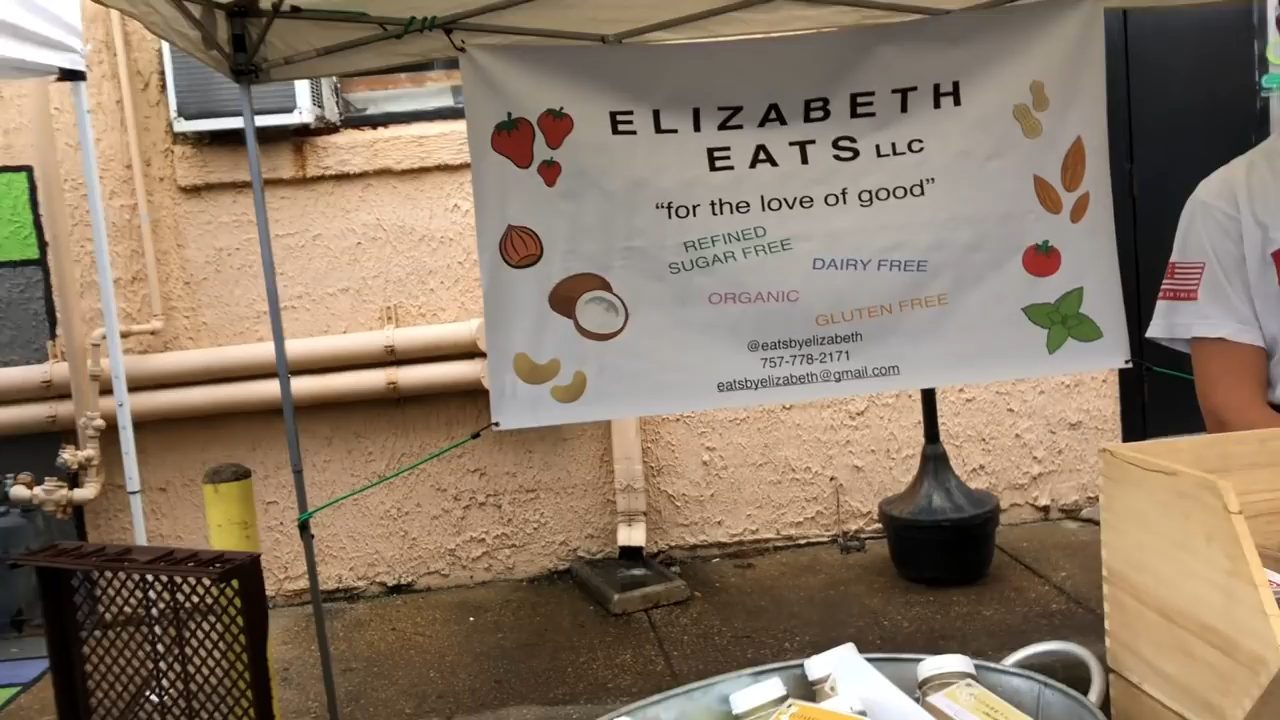 ELIZABETH
EATS LLC
“for the love of good”
REFINED
SUGAR FREE
DAIRY FREE
ORGANIC
GLUTEN FREE
@eatsbyelizabeth
757-778-2171
eatsbyelizabeth@gmail.com